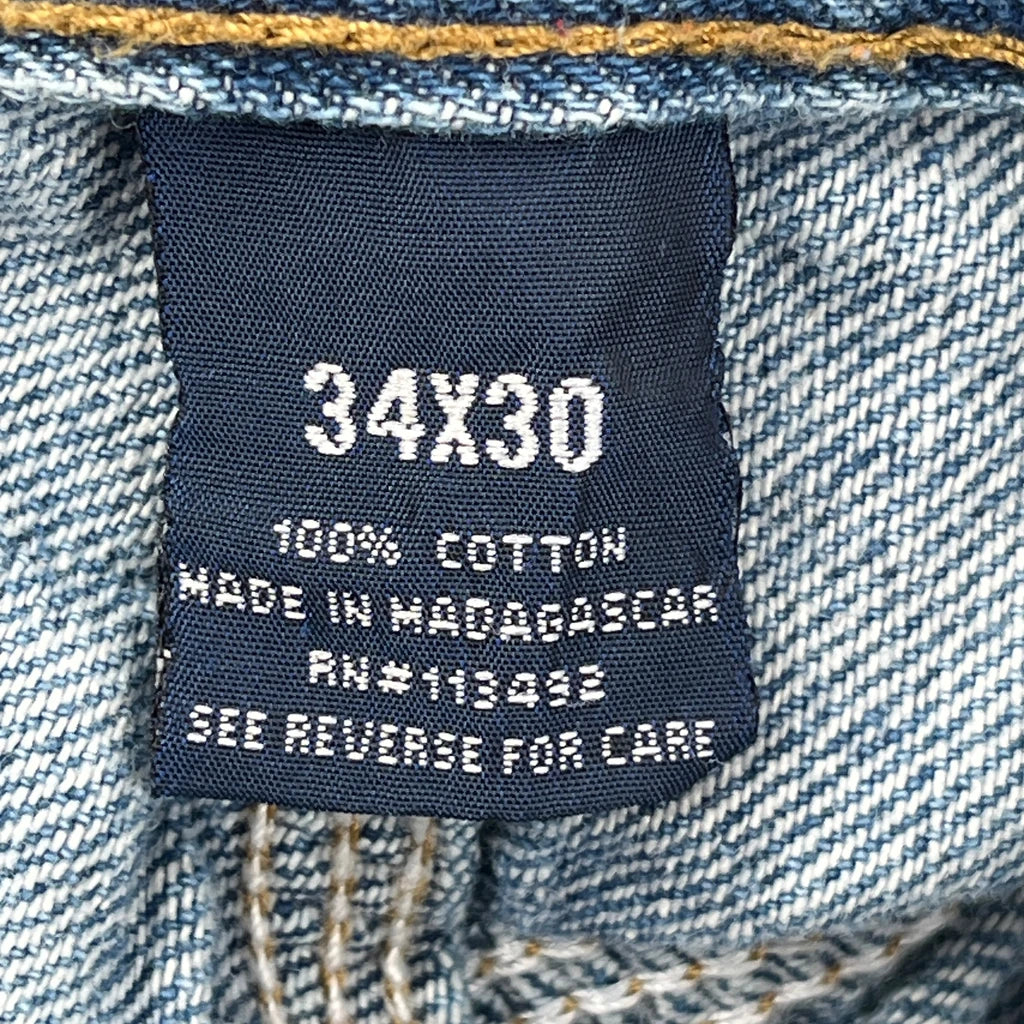 34X30
100% COTTON
MADE IN MADAGASCAR
RN#113432
SEE REVERSE FOR CARE